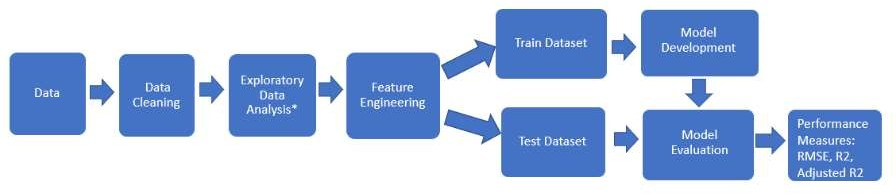 Data
Data
Cleaning
Exploratory
Data
Analysis*
Feature
Engineering
Train Dataset
Model
Development
Test Dataset
Model
Evaluation
Performance
Measures:
RMSE, R2,
Adjusted R2